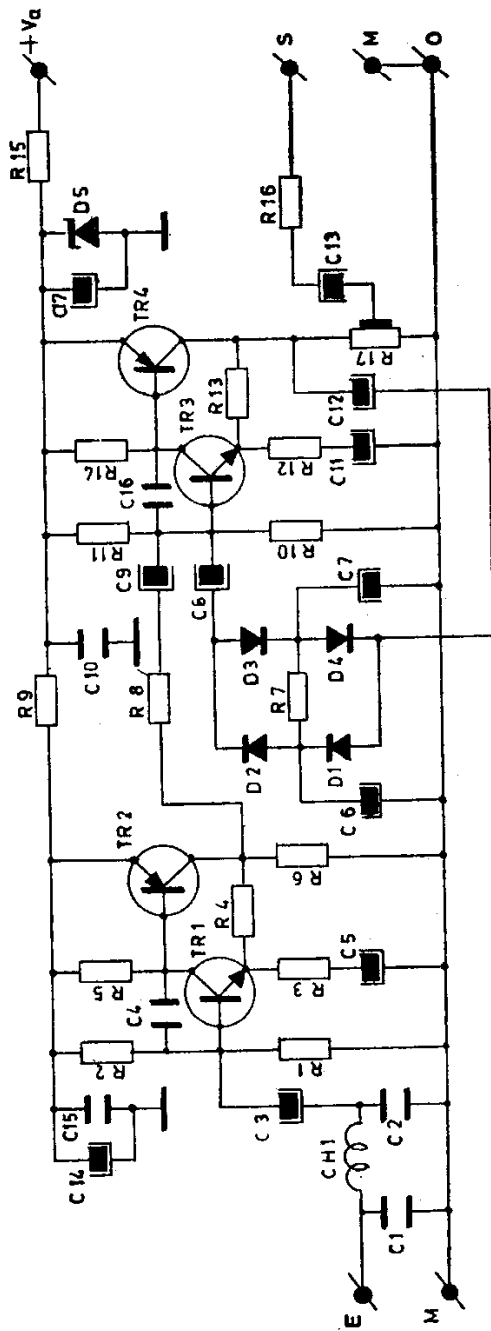 R9
R15
+Va
C14
C15
R2
R5
C10
R11
R14
C17
D5
C4
TR2
R8
C9
C16
TR4
TR1
R4
C6
TR3
R13
C3
D2
D3
C13
R16
S
E
CH1
R1
R3
R6
R7
R10
R12
R17
C1
C2
C5
C6
D1
D4
C7
C11
C12
M
M
O